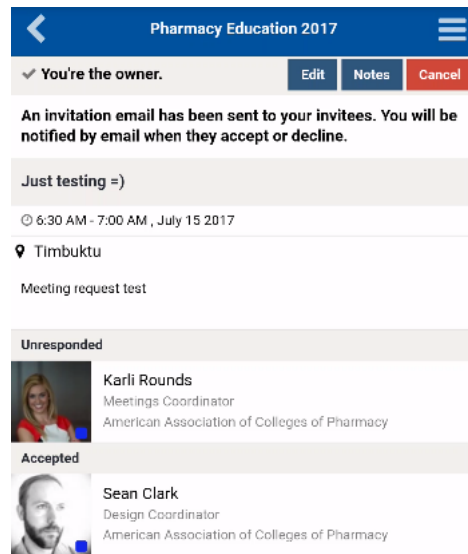 Pharmacy Education 2017
You're the owner.
Edit
Notes
Cancel
An invitation email has been sent to your invitees. You will be
notified by email when they accept or decline.
Just testing =)
6:30 AM - 7:00 AM , July 15 2017
Timbuktu
Meeting request test
Unresponded
Karli Rounds
Meetings Coordinator
American Association of Colleges of Pharmacy
Accepted
Sean Clark
Design Coordinator
American Association of Colleges of Pharmacy